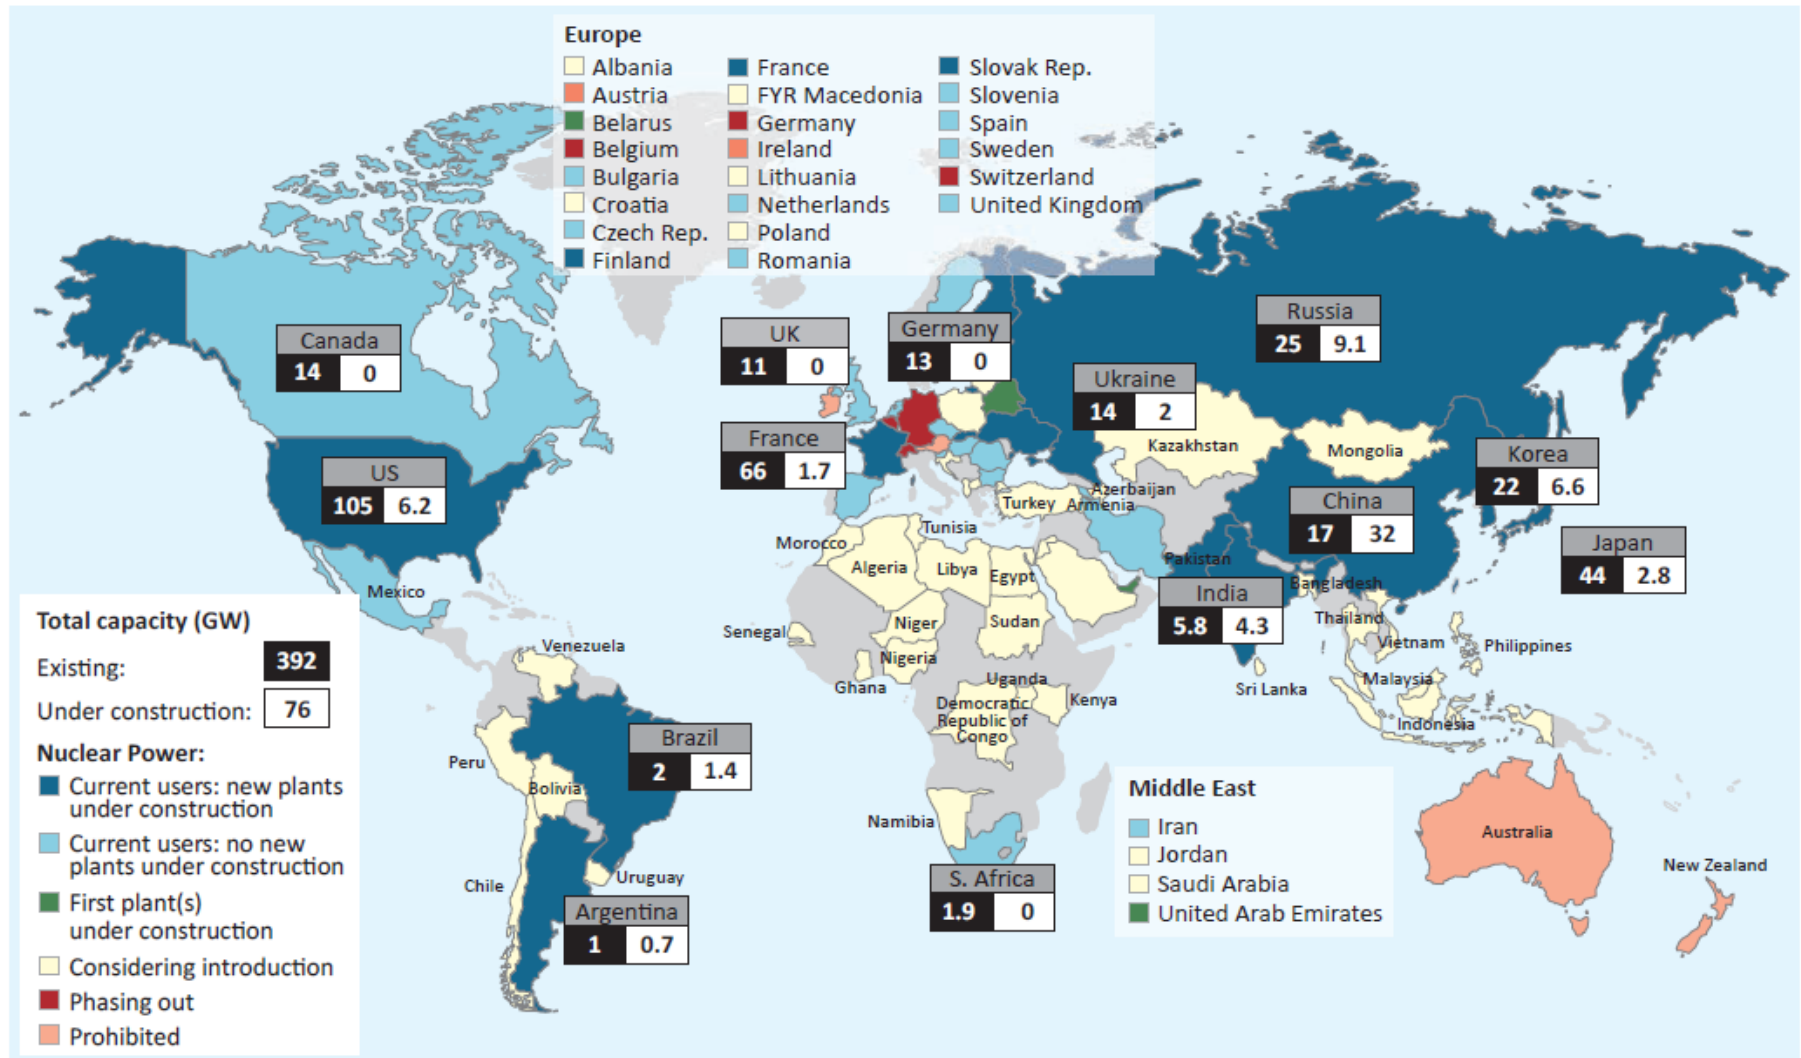 Europe
Albania
Austria
Belarus
Belgium
Bulgaria
Croatia
Czech Rep.
Finland
France
FYR Macedonia
Germany
Ireland
Lithuania
Netherlands
Poland
Romania
Slovak Rep.
Slovenia
Spain
Sweden
Switzerland
United Kingdom
Canada
14 0
UK
11 0
Germany
13 0
Russia
25 9.1
Ukraine
14 2
France
66 1.7
US
105 6.2
Kazakhstan
Mongolia
Korea
22 6.6
China
17 32
Japan
44 2.8
Azerbaijan
Turkey
Armenia
Tunisia
Morocco
Algeria
Libya
Egypt
Pakistan
Bangladesh
India
5.8 4.3
Mexico
Niger
Sudan
Senegal
Nigeria
Ghana
Thailand
Vietnam
Philippines
Venezuela
Uganda
Kenya
Democratic
Republic of
Congo
Sri Lanka
Malaysia
Indonesia
Brazil
2 1.4
Peru
Bolivia
Namibia
Australia
New Zealand
Chile
Uruguay
S. Africa
1.9 0
Argentina
1 0.7
Middle East
Iran
Jordan
Saudi Arabia
United Arab Emirates
Total capacity (GW)
Existing: 392
Under construction: 76
Nuclear Power:
Current users: new plants
under construction
Current users: no new
plants under construction
First plant(s)
under construction
Considering introduction
Phasing out
Prohibited